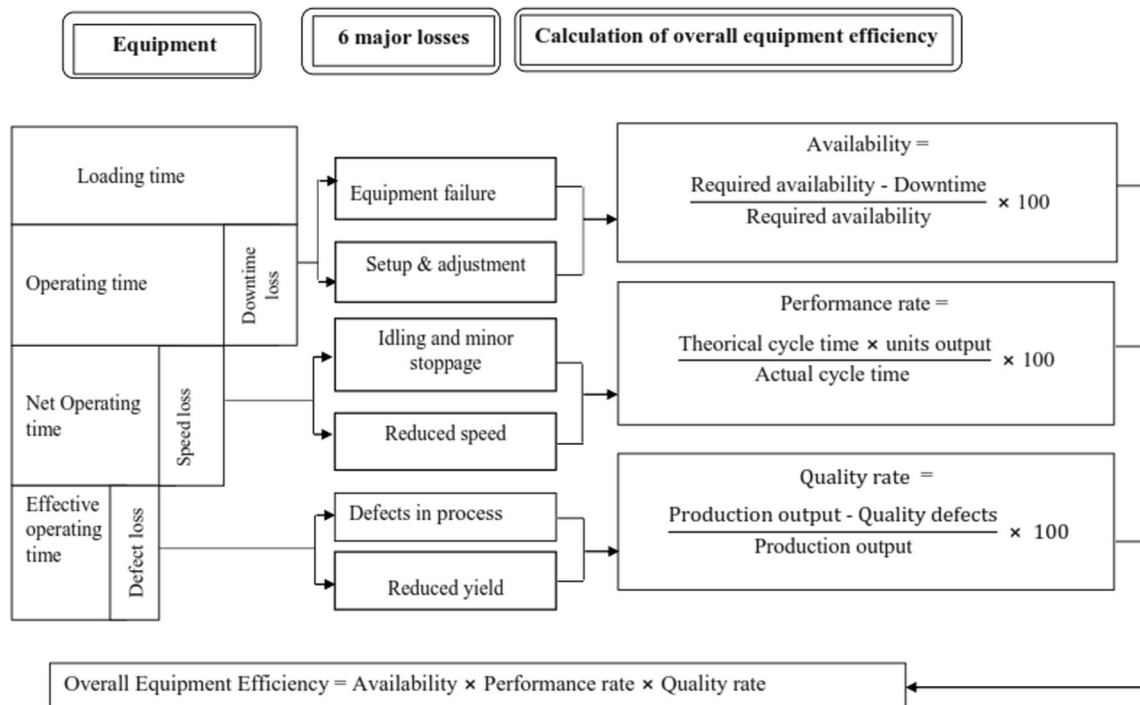 Equipment
6 major losses
Calculation of overall equipment efficiency
Loading time
Operating time
Downtime
loss
Net Operating
time
Speed loss
Effective
operating
time
Defect loss
Equipment failure
Setup & adjustment
Idling and minor
stoppage
Reduced speed
Defects in process
Reduced yield
Availability =
Required availability - Downtime
Required availability
× 100
Performance rate =
Theorical cycle time × units output
Actual cycle time
× 100
Quality rate =
Production output - Quality defects
Production output
× 100
Overall Equipment Efficiency = Availability × Performance rate × Quality rate